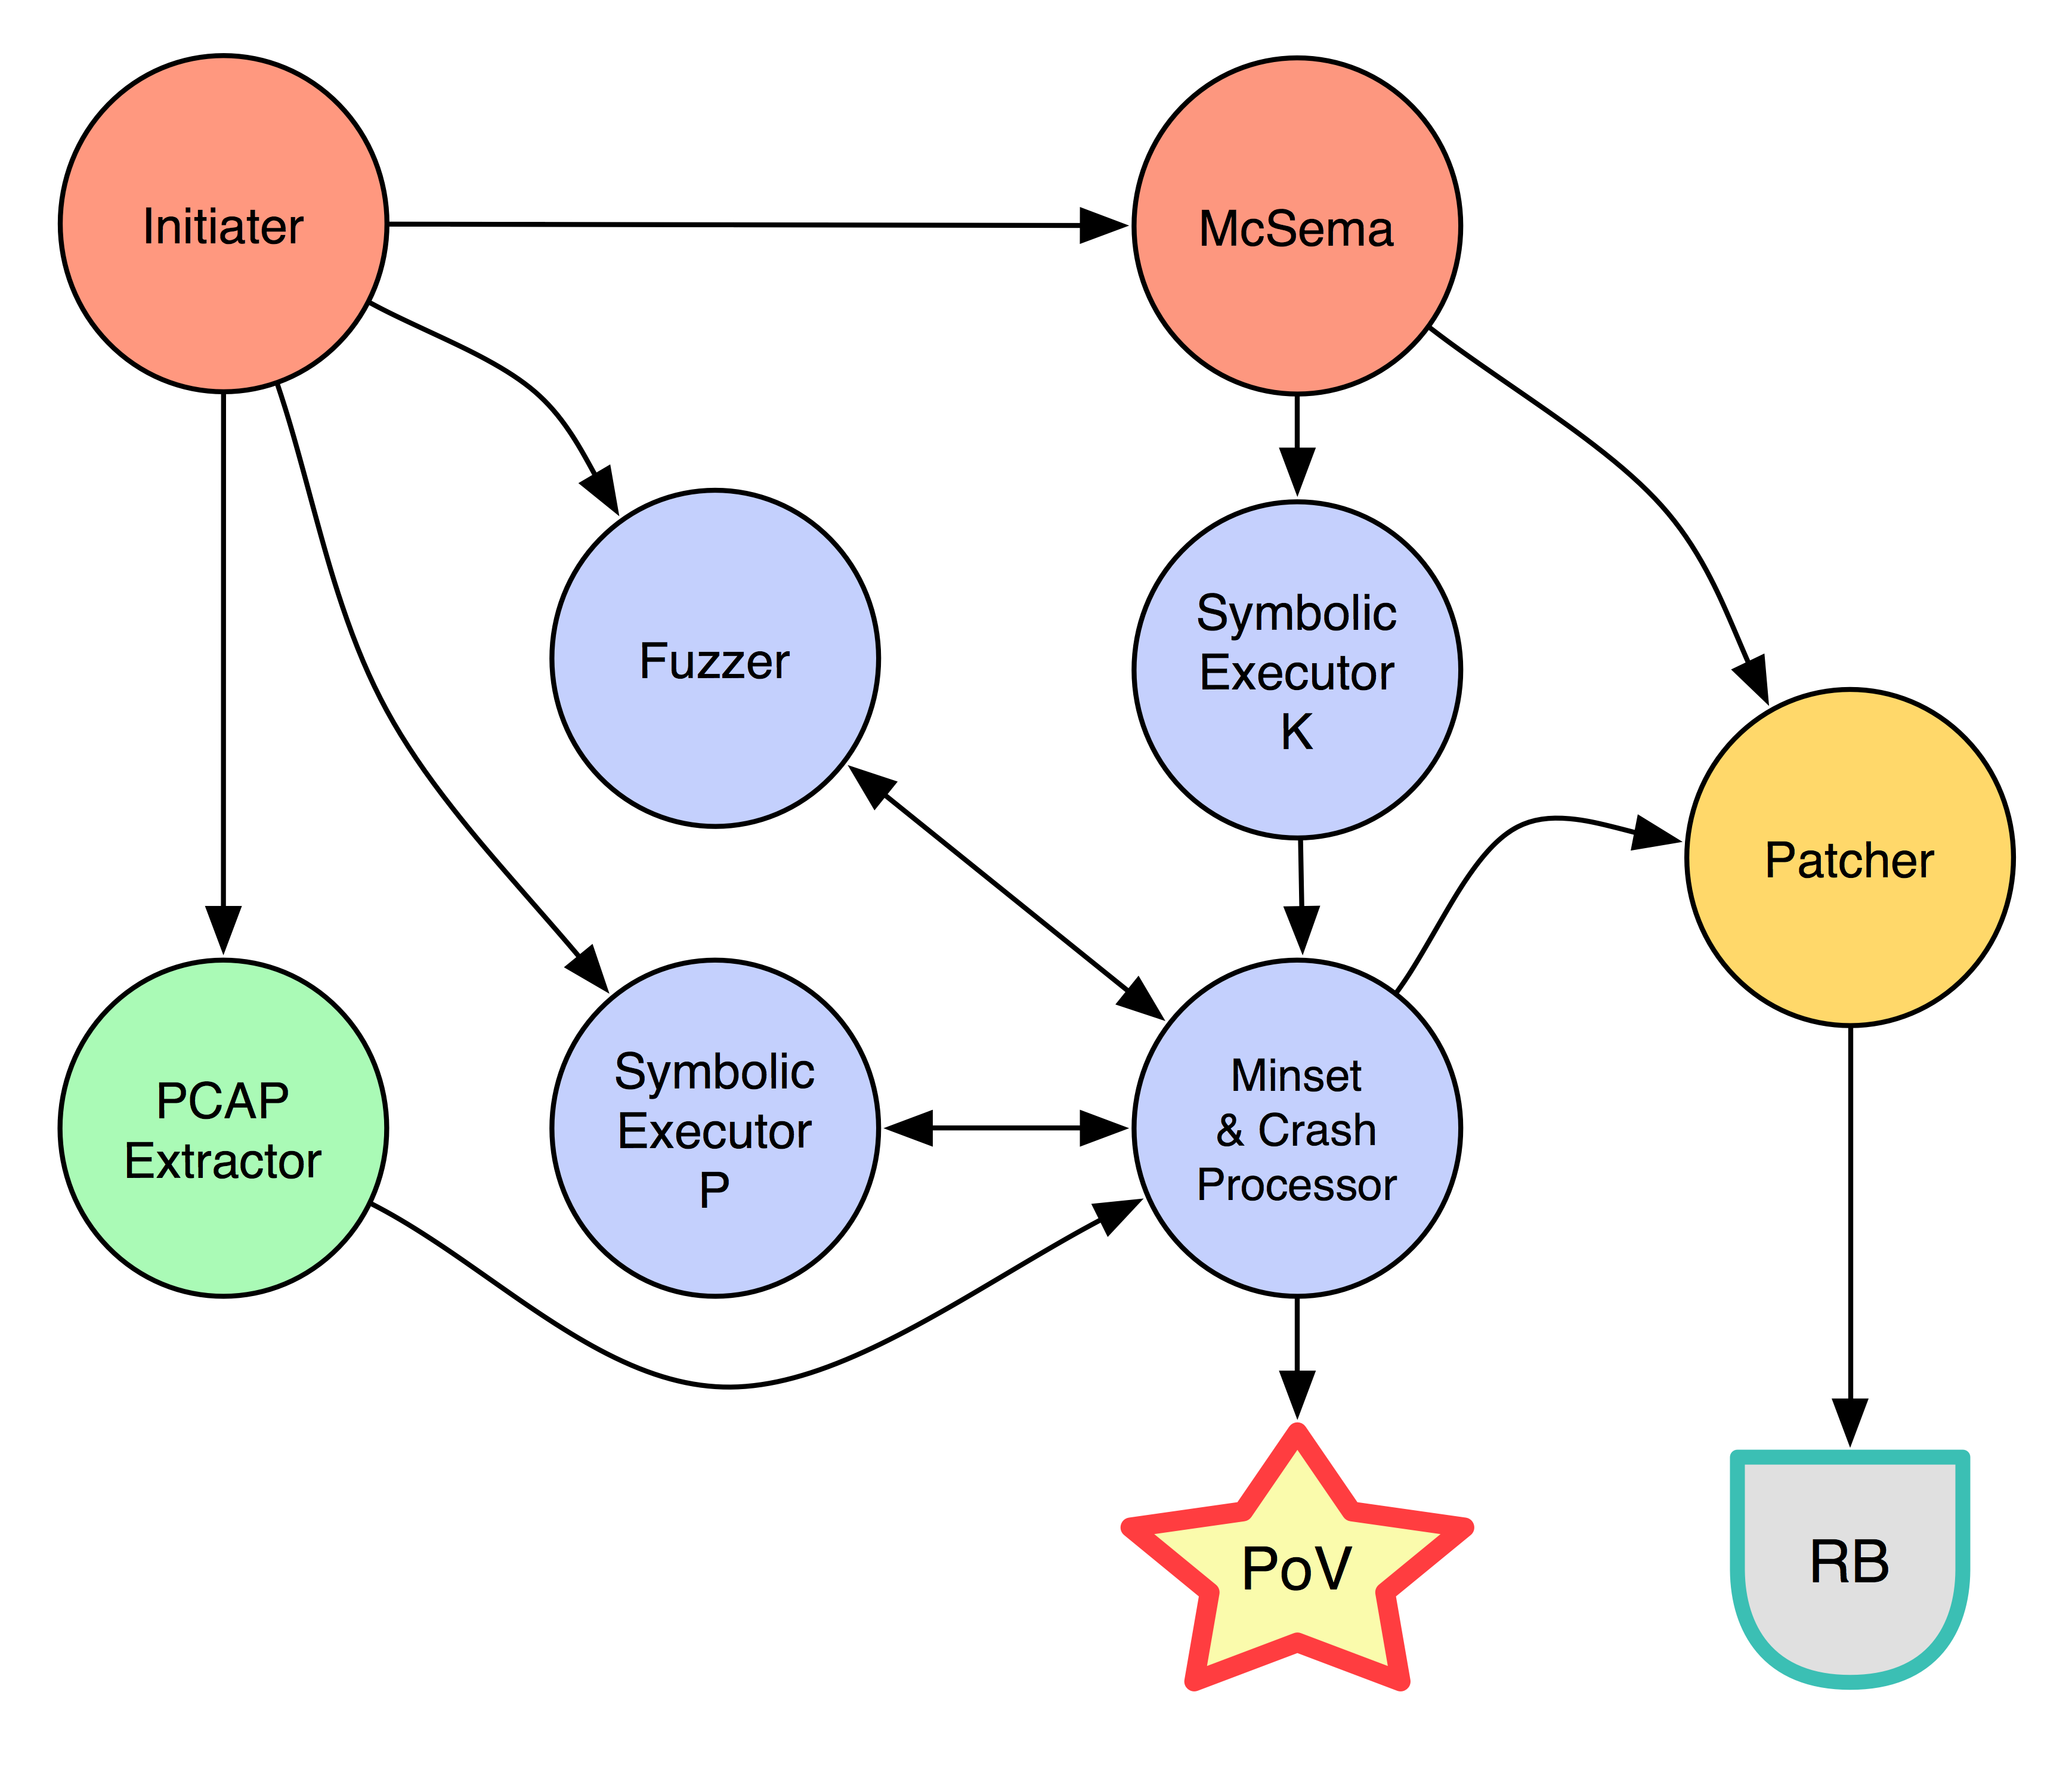 Initiater
McSema
Fuzzer
Symbolic
Executor
K
Patcher
PCAP
Extractor
Symbolic
Executor
P
Minset
& Crash
Processor
PoV
RB